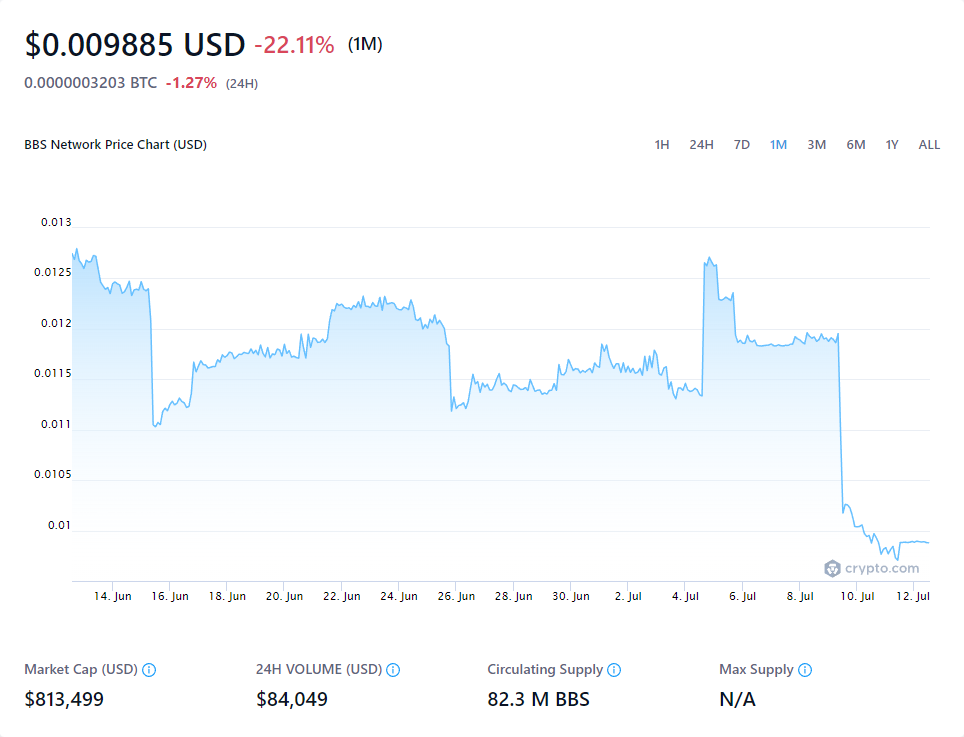 $0.009885 USD -22.11% (1M)
0.0000003203 BTC -1.27% (24H)
BBS Network Price Chart (USD) 1H 24H 7D 1M 3M 6M 1Y ALL
0.013
0.0125
0.012
0.0115
0.011
0.0105
0.01
crypto.com
14. Jun 16. Jun 18. Jun 20. Jun 22. Jun 24. Jun 26. Jun 28. Jun 30. Jun 2. Jul 4. Jul 6. Jul 8. Jul 10. Jul 12. Jul
Market Cap (USD) 24H VOLUME (USD) Circulating Supply Max Supply
$813,499 $84,049 82.3 M BBS N/A